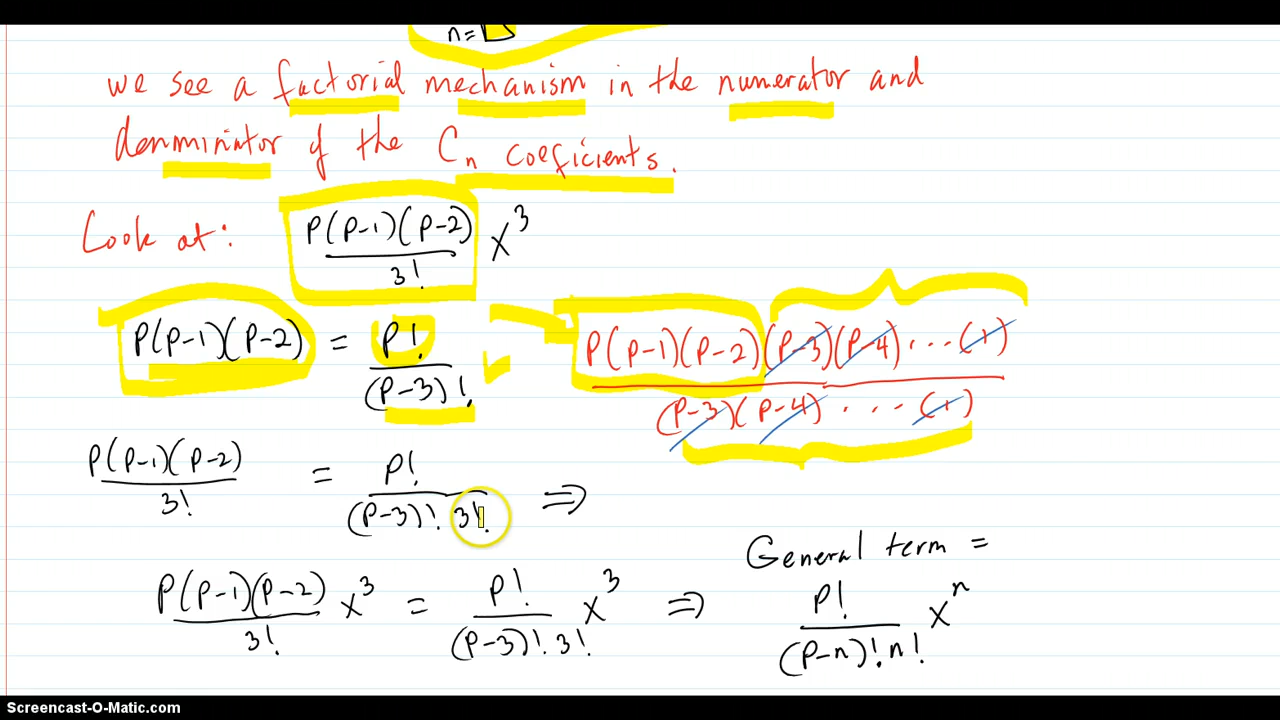 n=
we see a factorial mechanism in the numerator and
denminiator of the Cn coeficients.
Look at: P(P-1)(P-2)/3! x^3
P(P-1)(P-2) = P!/(P-3)! P(P-1)(P-2)(P-3)(P-4)...(1)/(P-3)(P-4)...(1)
P(P-1)(P-2)/3! = P!/(P-3)! 3! ⇒
General term =
P(P-1)(P-2)/3! x^3 = P!/(P-3)! 3! x^3 ⇒ P!/(P-n)! n! x^n
Screencast-O-Matic.com